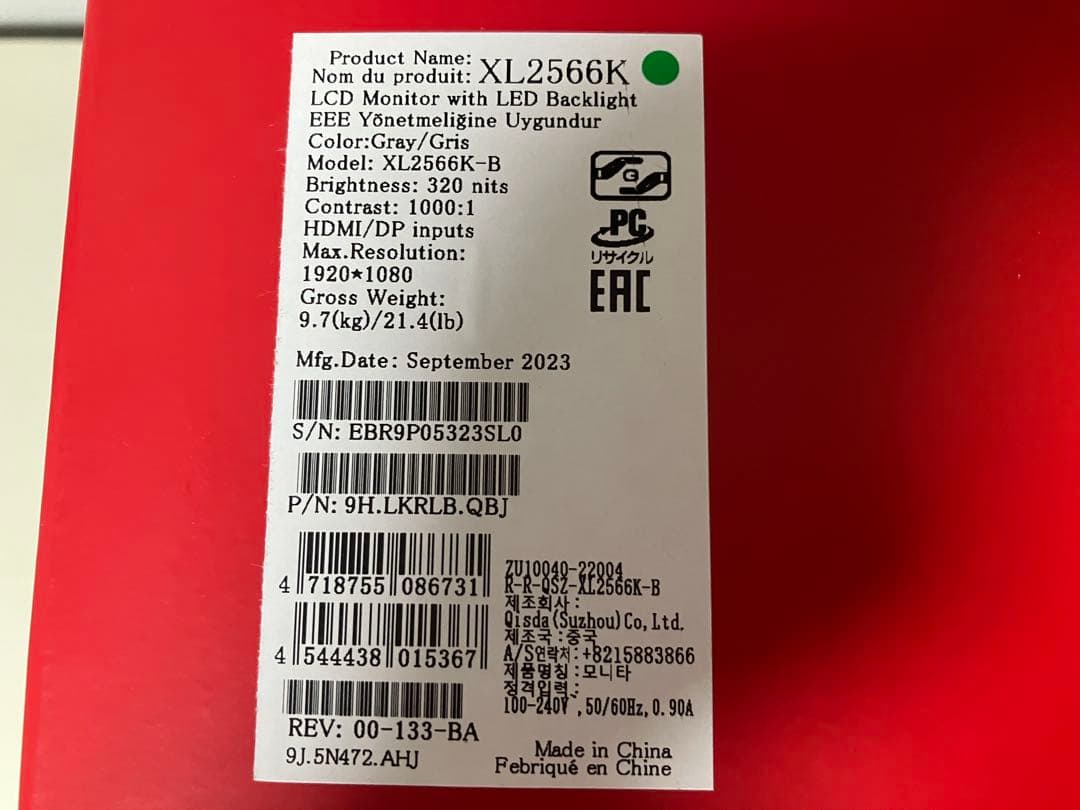 Product Name:
Nom du produit: XL2566K
LCD Monitor with LED Backlight
EEE Yönetmeliğine Uygundur
Color:Gray/Gris
Model: XL2566K-B
Brightness: 320 nits
Contrast: 1000:1
HDMI/DP inputs
Max.Resolution:
1920*1080
Gross Weight:
9.7(kg)/21.4(lb)
G
PC
リサイクル
EAC
Mfg.Date: September 2023
S/N: EBR9P05323SL0
P/N: 9H.LKRLB.QBJ
4 718755 086731
4 544438 015367
ZU10040-22004
R-R-QSZ-XL2566K-B
제조회사:
Qisda(Suzhou)Co,Ltd.
제조국:중국
A/S연락처:+8215883866
제품명칭:모니타
정격입력:
100-240V~,50/60Hz,0.90A
REV: 00-133-BA
9J.5N472.AHJ
Made in China
Fabriqué en Chine